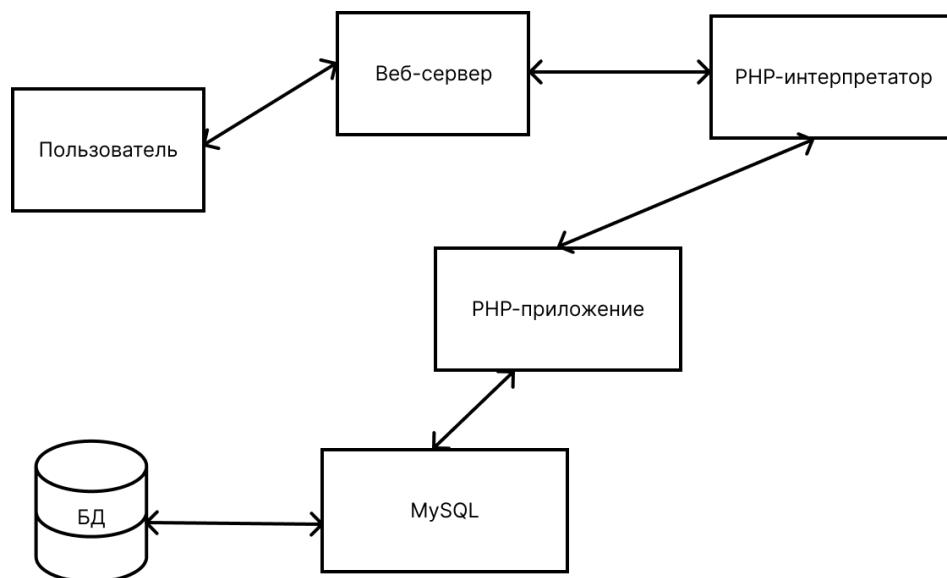 Веб-сервер
PHP-интерпретатор
Пользователь
PHP-приложение
БД
MySQL